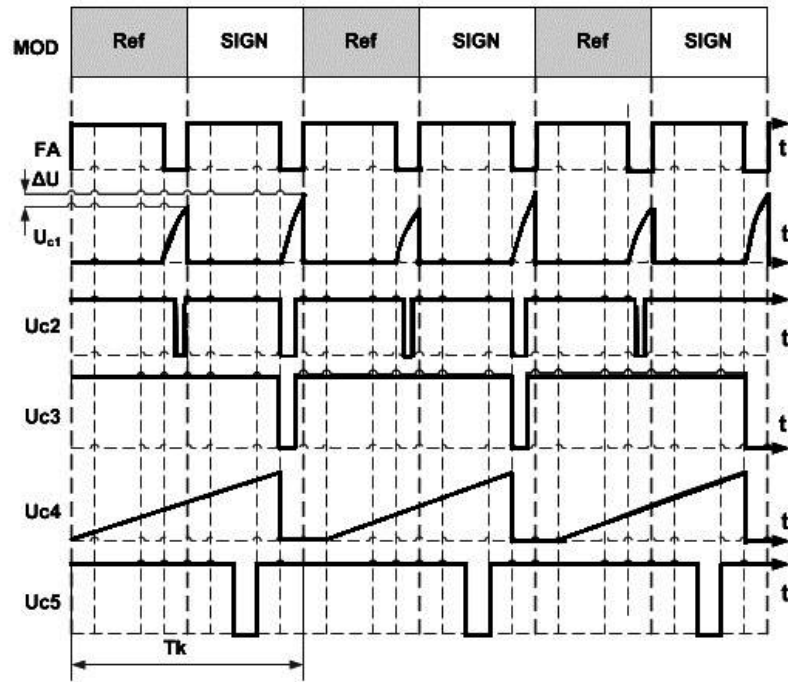 MOD Ref SIGN Ref SIGN Ref SIGN
FA t
ΔU
Uc1 t
Uc2 t
Uc3 t
Uc4 t
Uc5 t
Tk